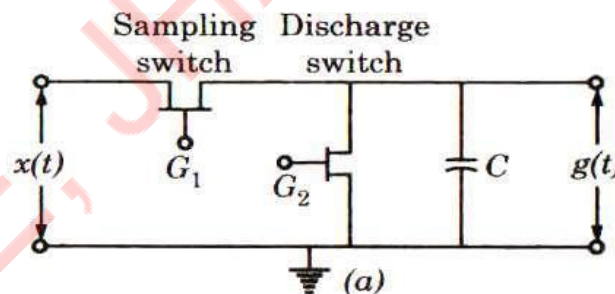 Sampling Discharge
switch switch
x(t) G1 G2 C g(t)
(a)